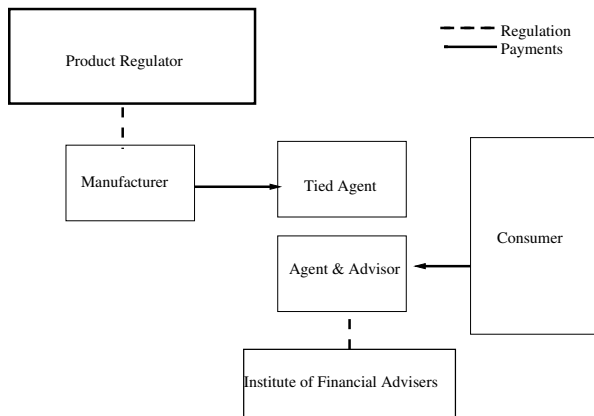 Regulation
Payments
Product Regulator
Manufacturer
Tied Agent
Consumer
Agent & Advisor
Institute of Financial Advisers